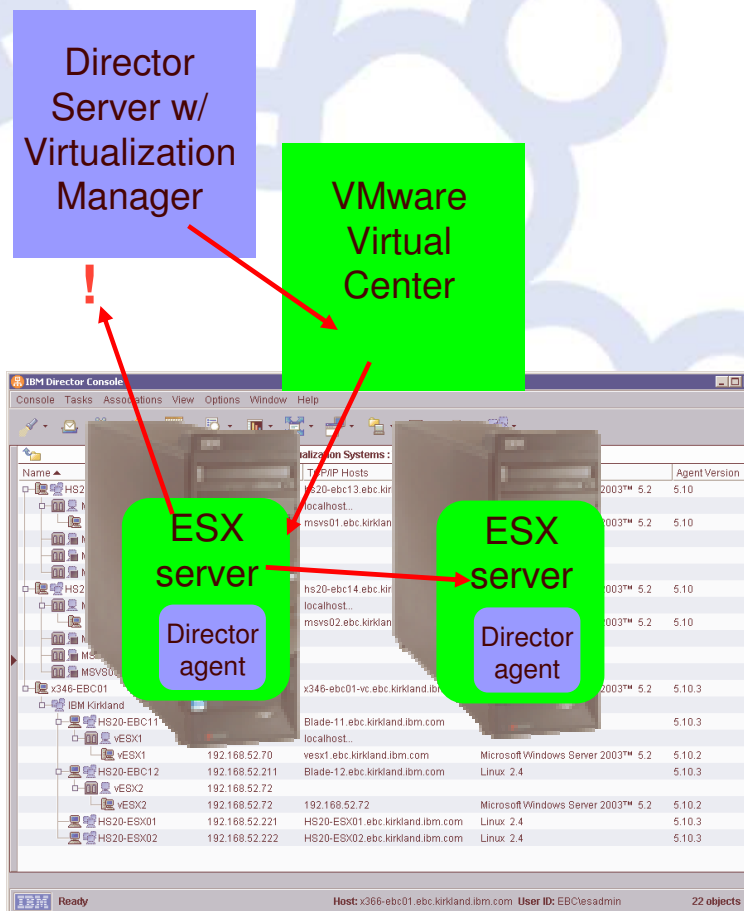 Director
Server w/
Virtualization
Manager
!
VMware
Virtual
Center
IBM Director Console
Console Tasks Associations View Options Window Help
Systems :
Name TCP/IP Hosts Agent Version
HS2 hs20-ebc13.ebc.kir 2003™ 5.2 5.10
localhost...
msvs01.ebc.kirklan 2003™ 5.2 5.10
HS2 hs20-ebc14.ebc.kir 2003™ 5.2 5.10
localhost...
msvs02.ebc.kirklan 2003™ 5.2 5.10
ESX
server
Director
agent
ESX
server
Director
agent
x346-EBC01 x346-ebc01-vc.ebc.kirkland.ib 2003™ 5.2 5.10.3
IBM Kirkland
HS20-EBC11 Blade-11.ebc.kirkland.ibm.com 5.10.3
vESX1 localhost...
vESX1 192.168.52.70 vesx1.ebc.kirkland.ibm.com Microsoft Windows Server 2003™ 5.2 5.10.2
HS20-EBC12 192.168.52.211 Blade-12.ebc.kirkland.ibm.com Linux 2.4 5.10.3
vESX2 192.168.52.72
vESX2 192.168.52.72 192.168.52.72 Microsoft Windows Server 2003™ 5.2 5.10.2
HS20-ESX01 192.168.52.221 HS20-ESX01.ebc.kirkland.ibm.com Linux 2.4 5.10.3
HS20-ESX02 192.168.52.222 HS20-ESX02.ebc.kirkland.ibm.com Linux 2.4 5.10.3
IBM Ready Host: x366-ebc01.ebc.kirkland.ibm.com User ID: EBC\esadmin 22 objects